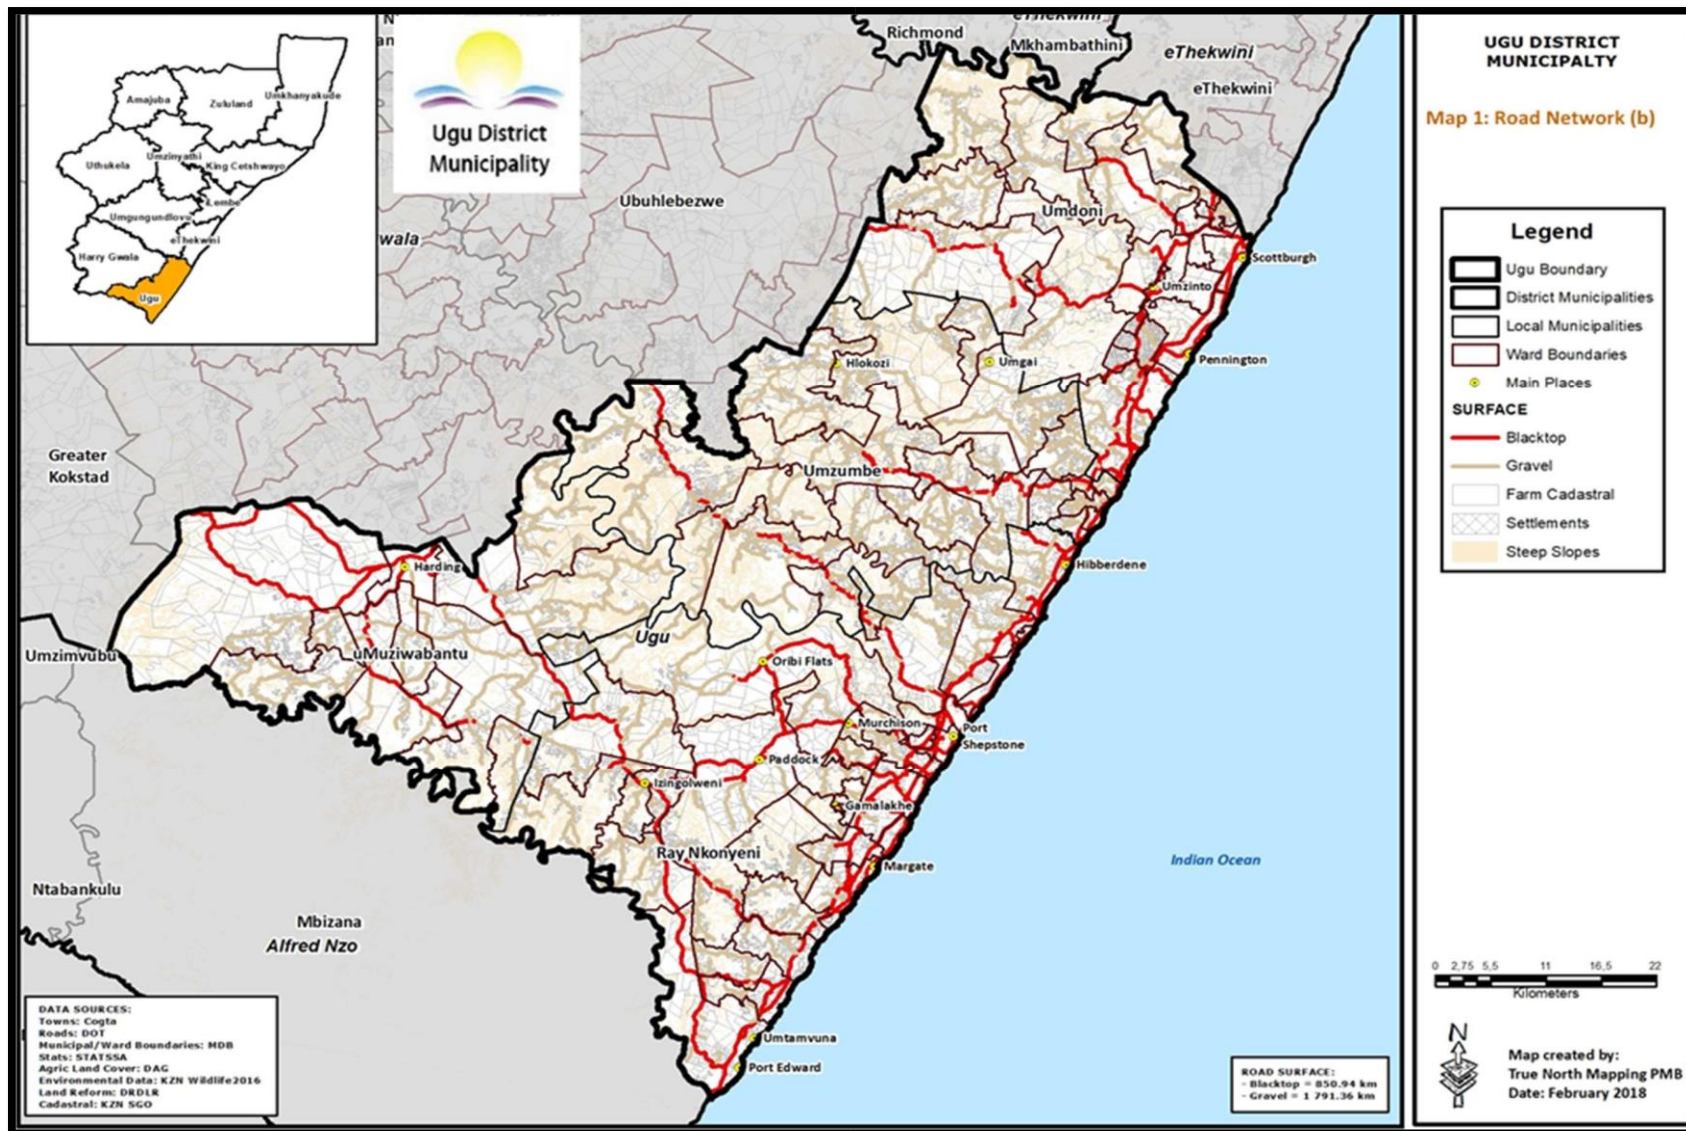 Amajuba
Zululand
Umkhanyakude
Uthukela
Umzinyathi
King Cetshwayo
iLembe
Umgungundlovu
eThekwini
Harry Gwala
Ugu
Ugu District
Municipality
Richmond
Mkhambathini
eThekwini
eThekwini
Ubuhlebezwe
wala
Umdoni
Scottburgh
Umzinto
Pennington
Hlokozi
Umgai
Greater
Kokstad
Umzumbe
Harding
Hibberdene
Umzimvubu
uMuziwabantu
Ugu
Oribi Flats
Murchison
Port
Shepstone
Paddock
Izingolweni
Gamalakhe
Ray Nkonyeni
Margate
Indian Ocean
Ntabankulu
Mbizana
Alfred Nzo
Umtamvuna
Port Edward
DATA SOURCES:
Towns: Cogta
Roads: DOT
Municipal/Ward Boundaries: MDB
Stats: STATSSA
Agric Land Cover: DAG
Environmental Data: KZN Wildlife2016
Land Reform: DRDLR
Cadastral: KZN SGO
ROAD SURFACE:
- Blacktop = 850.94 km
- Gravel = 1 791.36 km
UGU DISTRICT
MUNICIPALTY
Map 1: Road Network (b)
Legend
Ugu Boundary
District Municipalities
Local Municipalities
Ward Boundaries
Main Places
SURFACE
Blacktop
Gravel
Farm Cadastral
Settlements
Steep Slopes
0 2,75 5,5 11 16,5 22
Kilometers
N
Map created by:
True North Mapping PMB
Date: February 2018